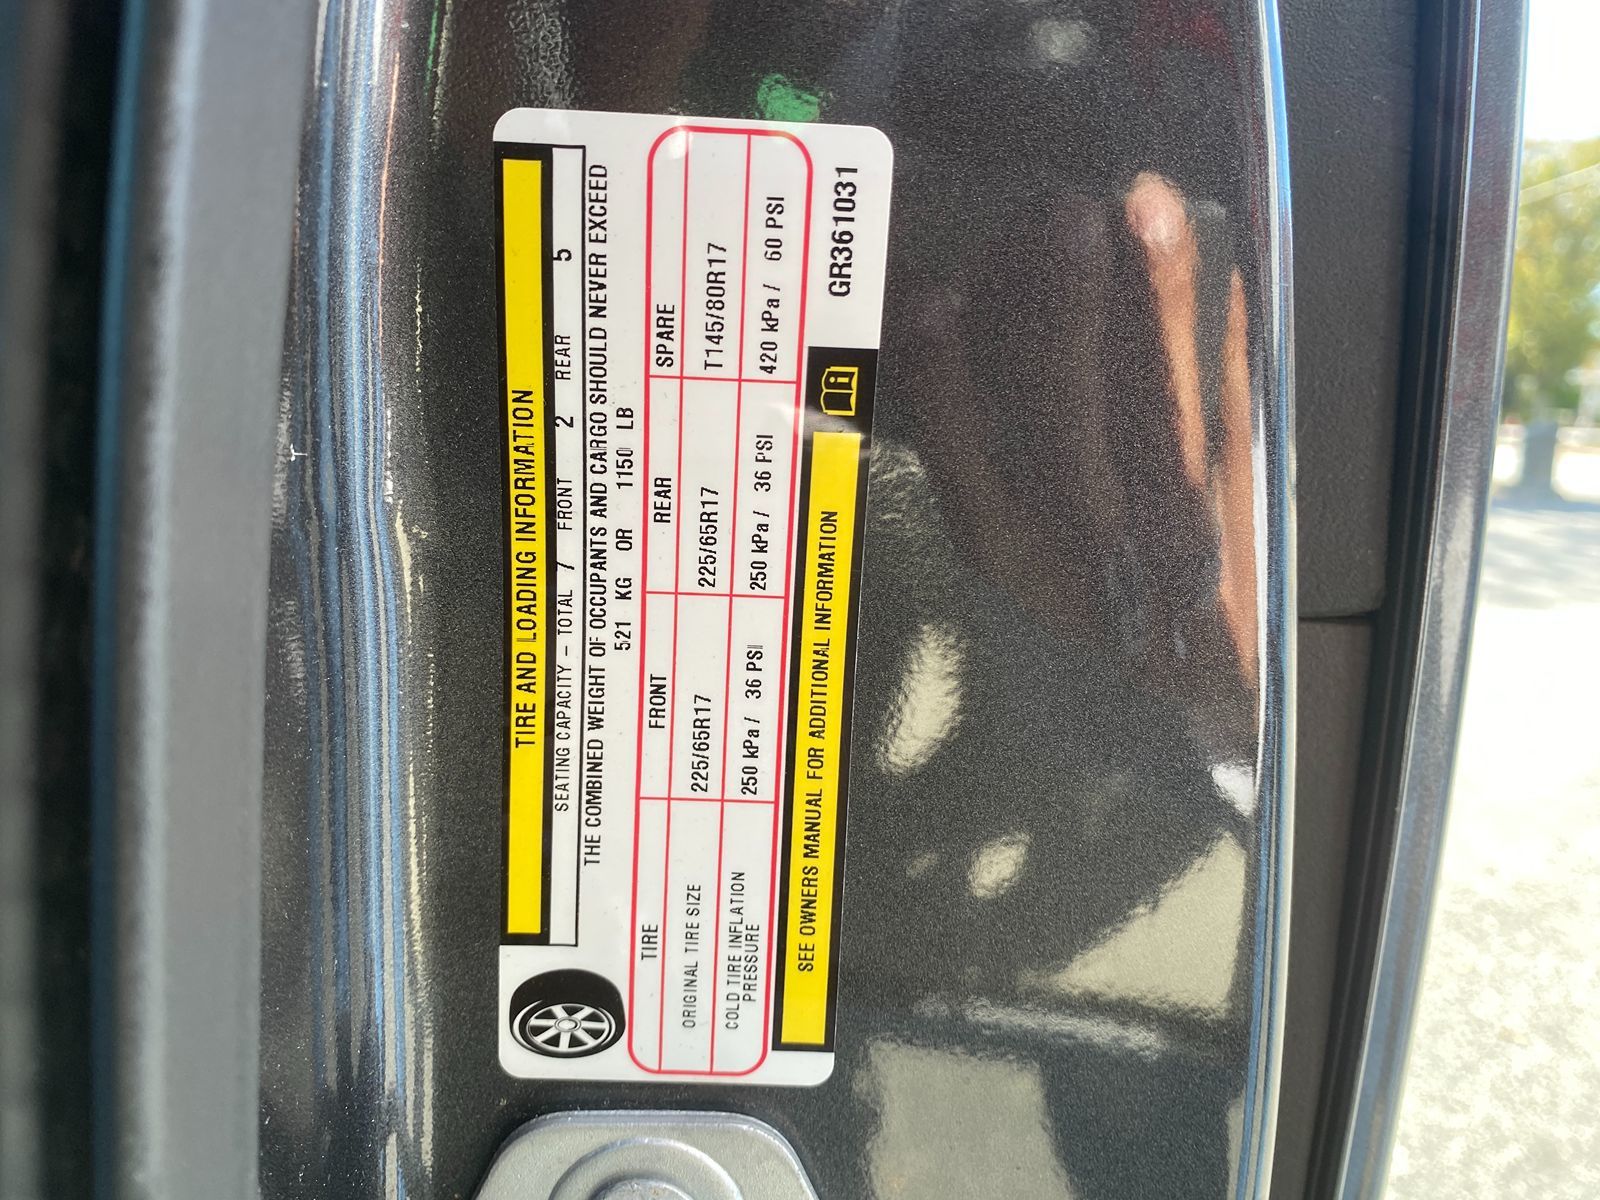 TIRE AND LOADING INFORMATION
SEATING CAPACITY - TOTAL 7 FRONT 2 REAR 5
THE COMBINED WEIGHT OF OCCUPANTS AND CARGO SHOULD NEVER EXCEED
521 KG OR 1150 LB
TIRE FRONT REAR SPARE
ORIGINAL TIRE SIZE 225/65R17 225/65R17 T145/80R17
COLD TIRE INFLATION PRESSURE 250 kPa / 36 PSI 250 kPa / 36 PSI 420 kPa / 60 PSI
SEE OWNERS MANUAL FOR ADDITIONAL INFORMATION
GR361031